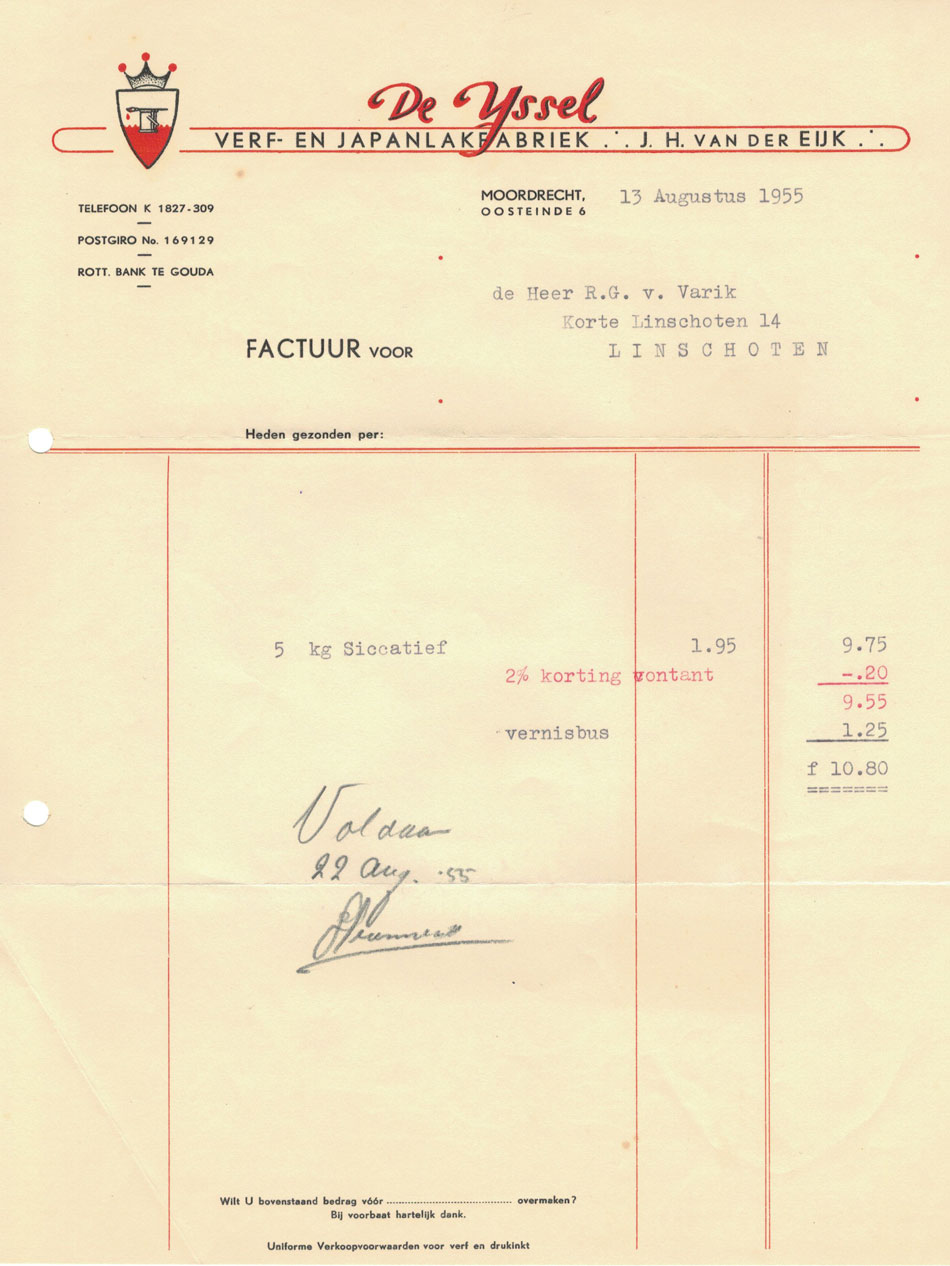 De Yssel
VERF- EN JAPANLAKFABRIEK ∴ J. H. VAN DER EIJK ∴
MOORDRECHT, 13 Augustus 1955
OOSTEINDE 6
TELEFOON K 1827-309
POSTGIRO No. 169129
ROTT. BANK TE GOUDA
de Heer R.G. v. Varik
Korte Linschoten 14
LINSCHOTEN
FACTUUR VOOR
Heden gezonden per:
5 kg Siccatief 1.95 9.75
2% korting vontant -.20
9.55
vernisbus 1.25
f 10.80
=======
Voldaan
22 Aug. '55
Wilt U bovenstaand bedrag vóór ........................................ overmaken?
Bij voorbaat hartelijk dank.
Uniforme Verkoopvoorwaarden voor verf en drukinkt